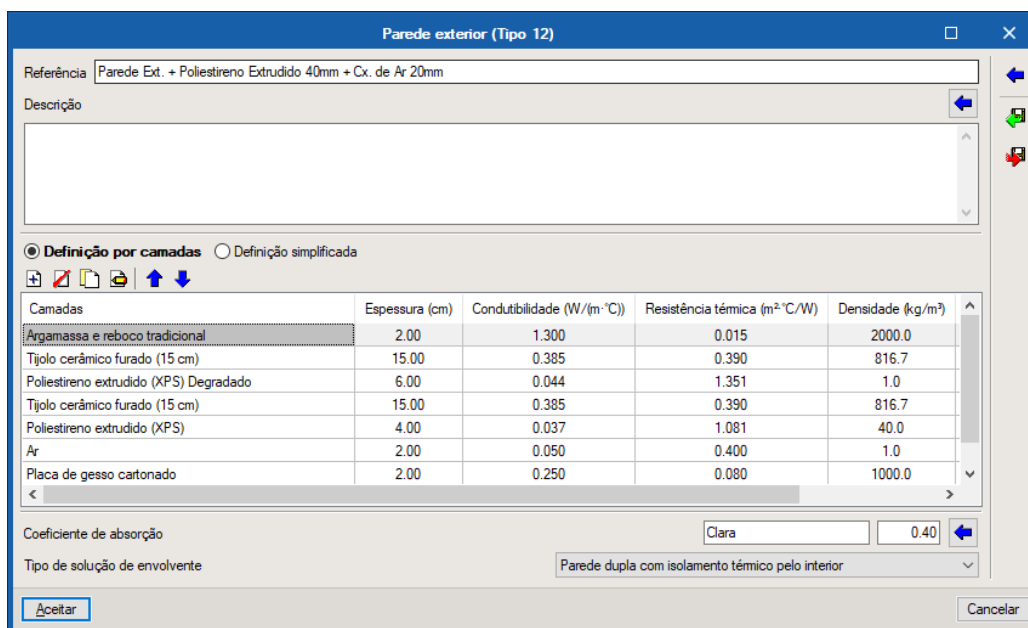 Parede exterior (Tipo 12)
Referência Parede Ext. + Poliestireno Extrudido 40mm + Cx. de Ar 20mm
Descrição
Definição por camadas Definição simplificada
Camadas Espessura (cm) Condutibilidade (W/(m·°C)) Resistência térmica (m²·°C/W) Densidade (kg/m³)
Argamassa e reboco tradicional 2.00 1.300 0.015 2000.0
Tijolo cerâmico furado (15 cm) 15.00 0.385 0.390 816.7
Poliestireno extrudido (XPS) Degradado 6.00 0.044 1.351 1.0
Tijolo cerâmico furado (15 cm) 15.00 0.385 0.390 816.7
Poliestireno extrudido (XPS) 4.00 0.037 1.081 40.0
Ar 2.00 0.050 0.400 1.0
Placa de gesso cartonado 2.00 0.250 0.080 1000.0
Coeficiente de absorção Clara 0.40
Tipo de solução de envolvente Parede dupla com isolamento térmico pelo interior
Aceitar Cancelar